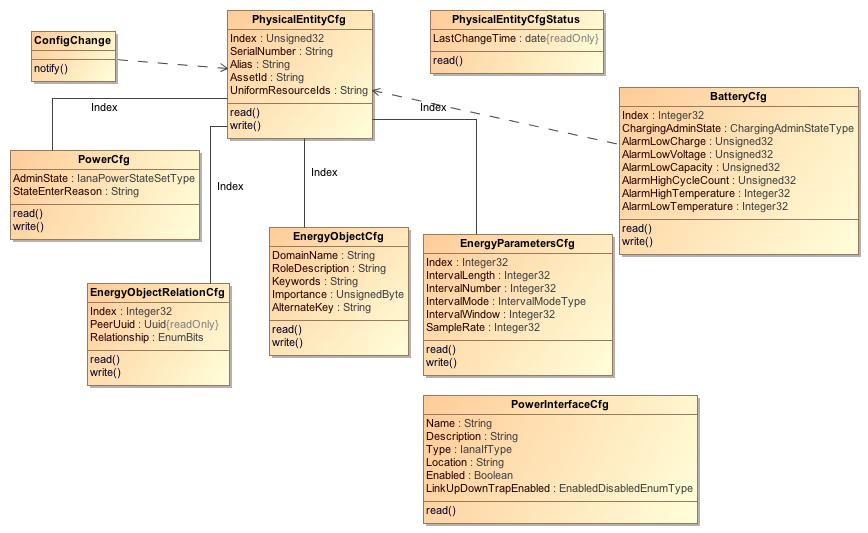 ConfigChange
notify()
PhysicalEntityCfg
Index : Unsigned32
SerialNumber : String
Alias : String
AssetId : String
UniformResourceIds : String
read()
write()
PhysicalEntityCfgStatus
LastChangeTime : date{readOnly}
read()
BatteryCfg
Index : Integer32
ChargingAdminState : ChargingAdminStateType
AlarmLowCharge : Unsigned32
AlarmLowVoltage : Unsigned32
AlarmLowCapacity : Unsigned32
AlarmHighCycleCount : Unsigned32
AlarmHighTemperature : Integer32
AlarmLowTemperature : Integer32
read()
write()
Index
Index
Index
Index
PowerCfg
AdminState : IanaPowerStateSetType
StateEnterReason : String
read()
write()
EnergyObjectRelationCfg
Index : Integer32
PeerUuid : Uuid{readOnly}
Relationship : EnumBits
read()
write()
EnergyObjectCfg
DomainName : String
RoleDescription : String
Keywords : String
Importance : UnsignedByte
AlternateKey : String
read()
write()
EnergyParametersCfg
Index : Integer32
IntervalLength : Integer32
IntervalNumber : Integer32
IntervalMode : IntervalModeType
IntervalWindow : Integer32
SampleRate : Integer32
read()
write()
PowerInterfaceCfg
Name : String
Description : String
Type : IanaIfType
Location : String
Enabled : Boolean
LinkUpDownTrapEnabled : EnabledDisabledEnumType
read()